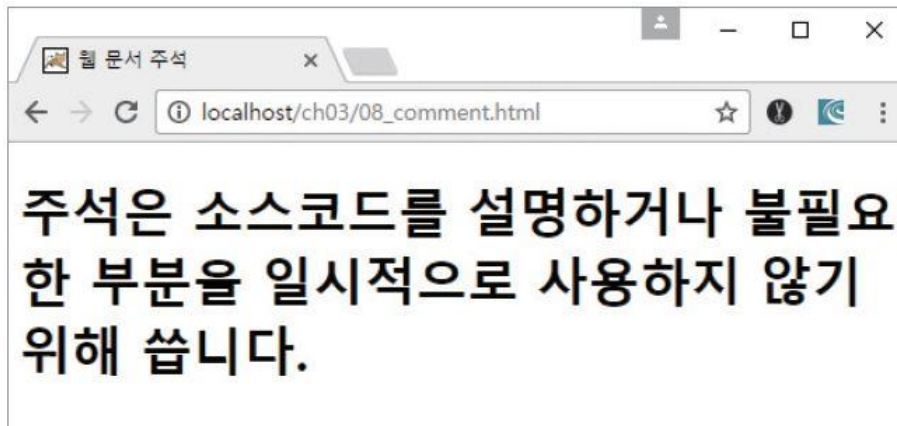 웹 문서 주석
localhost/ch03/08_comment.html
주석은 소스코드를 설명하거나 불필요
한 부분을 일시적으로 사용하지 않기
위해 씁니다.